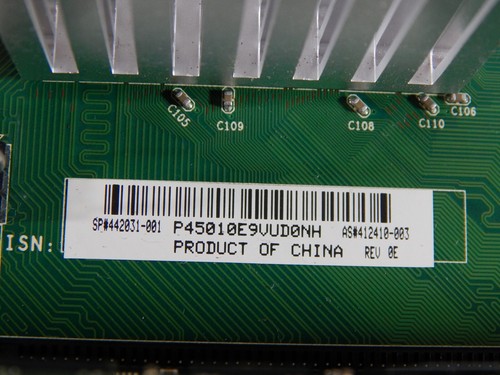 C105 C109 C108 C110 C106
SP#442031-001 P45010E9VUD0NH AS#412410-003
ISN: PRODUCT OF CHINA REV 0E